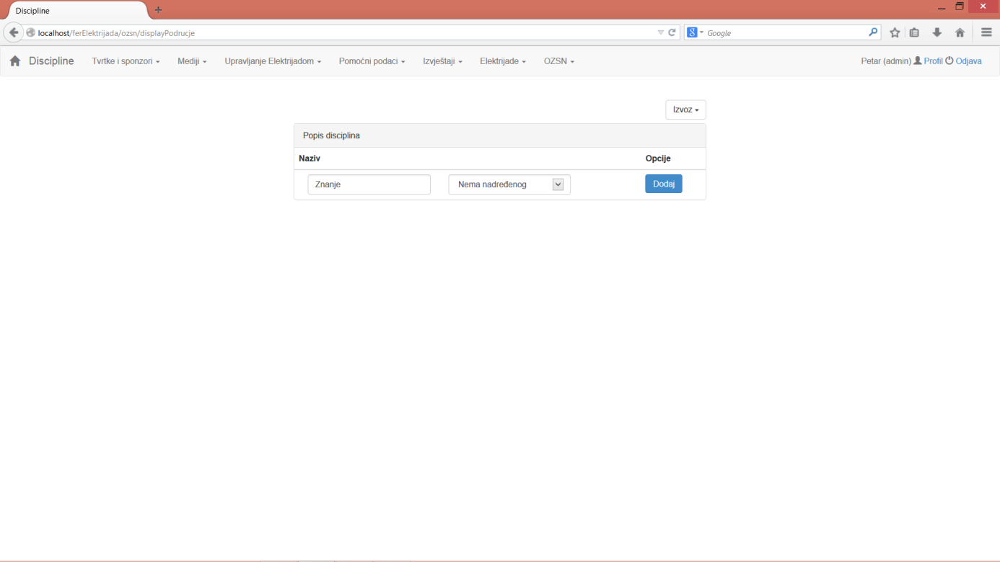 Discipline
localhost/ferElektrijada/ozsn/displayPodrucje
Google
Discipline Tvrtke i sponzori Mediji Upravljanje Elektrijadom Pomoćni podaci Izvještaji Elektrijade OZSN Petar (admin) Profil Odjava
Izvoz
Popis disciplina
Naziv Opcije
Znanje Nema nadređenog Dodaj